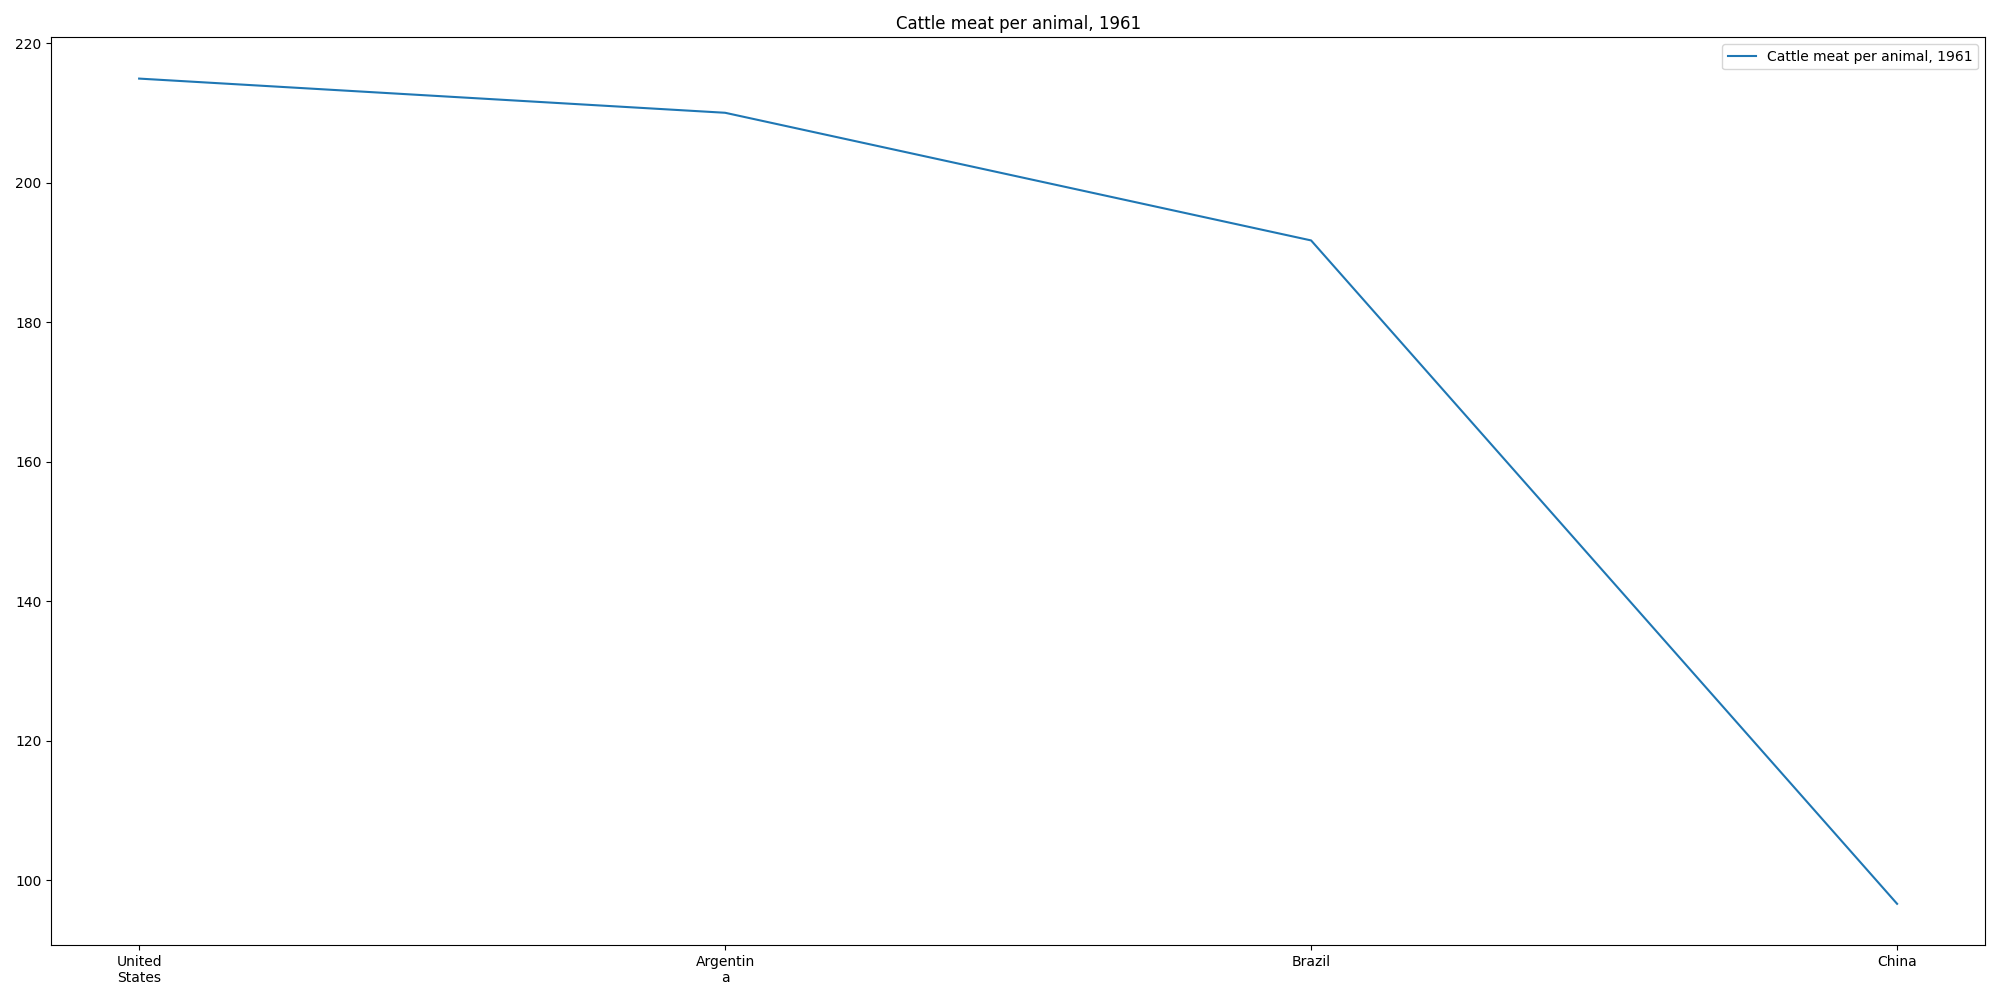 Cattle meat per animal, 1961
220
Cattle meat per animal, 1961
200
180
160
140
120
100
United
States
Argentin
a
Brazil
China